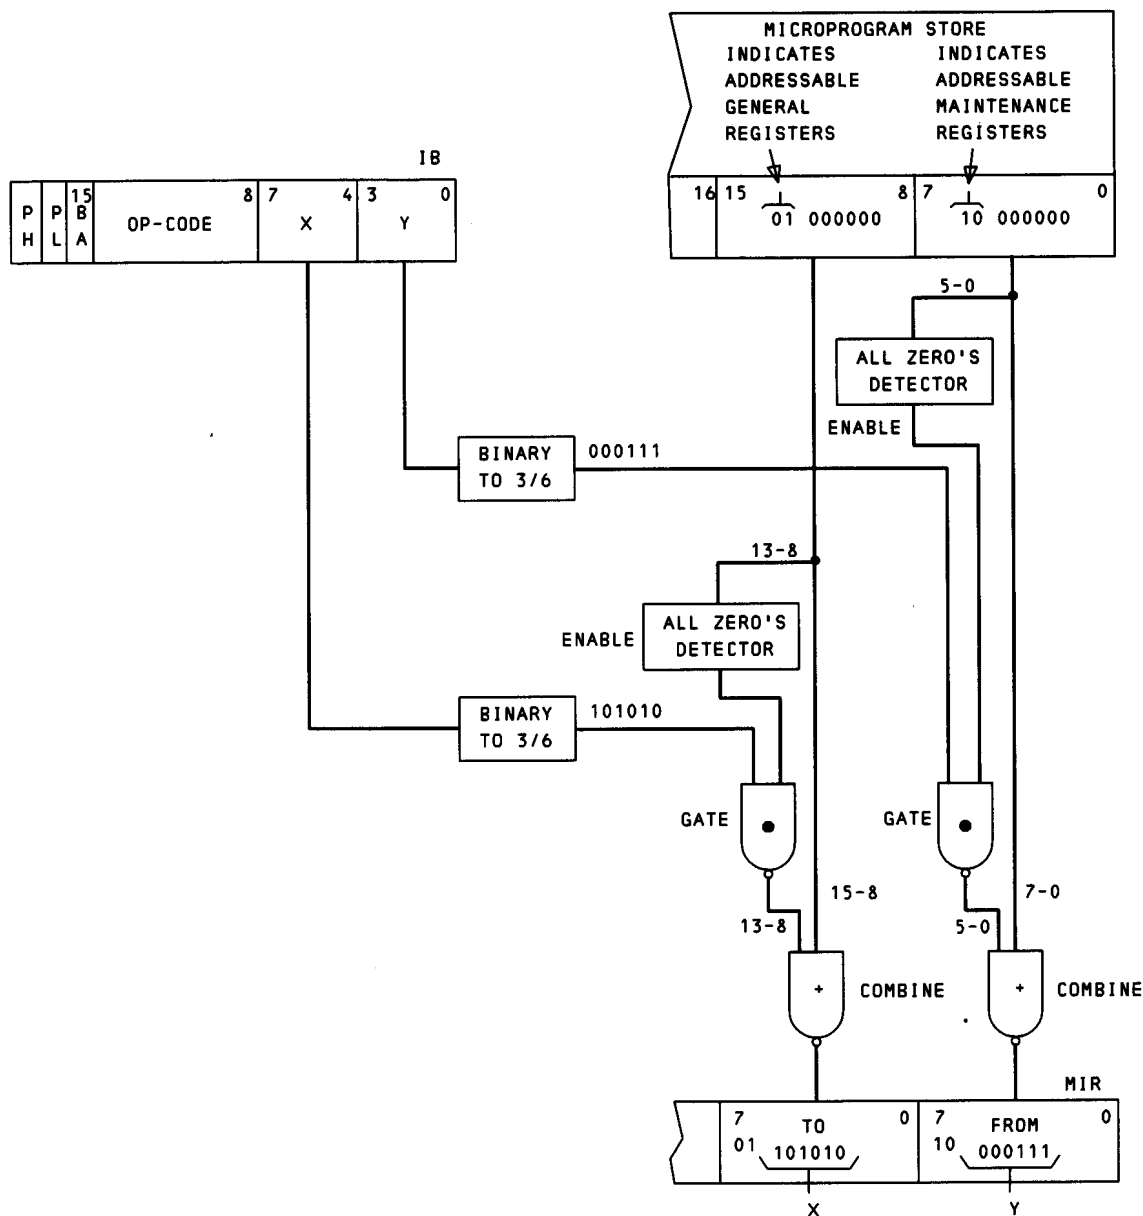 MICROPROGRAM STORE
INDICATES ADDRESSABLE GENERAL REGISTERS
INDICATES ADDRESSABLE MAINTENANCE REGISTERS
16 15 8 7 0
01 000000
10 000000
IB
PH
PL
15
BA
OP-CODE
8
7 4
X
3 0
Y
5-0
ALL ZERO'S
DETECTOR
ENABLE
BINARY
TO 3/6
000111
13-8
ALL ZERO'S
DETECTOR
ENABLE
BINARY
TO 3/6
101010
GATE
GATE
15-8
7-0
13-8
5-0
+
COMBINE
+
COMBINE
MIR
7 TO 0
01 101010
7 FROM 0
10 000111
X
Y